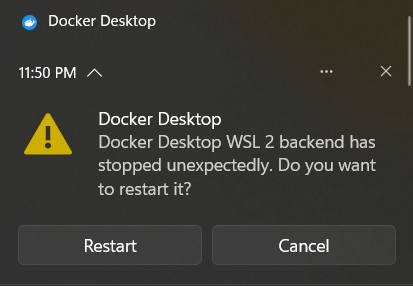 Docker Desktop
11:50 PM
Docker Desktop
Docker Desktop WSL 2 backend has
stopped unexpectedly. Do you want
to restart it?
Restart
Cancel